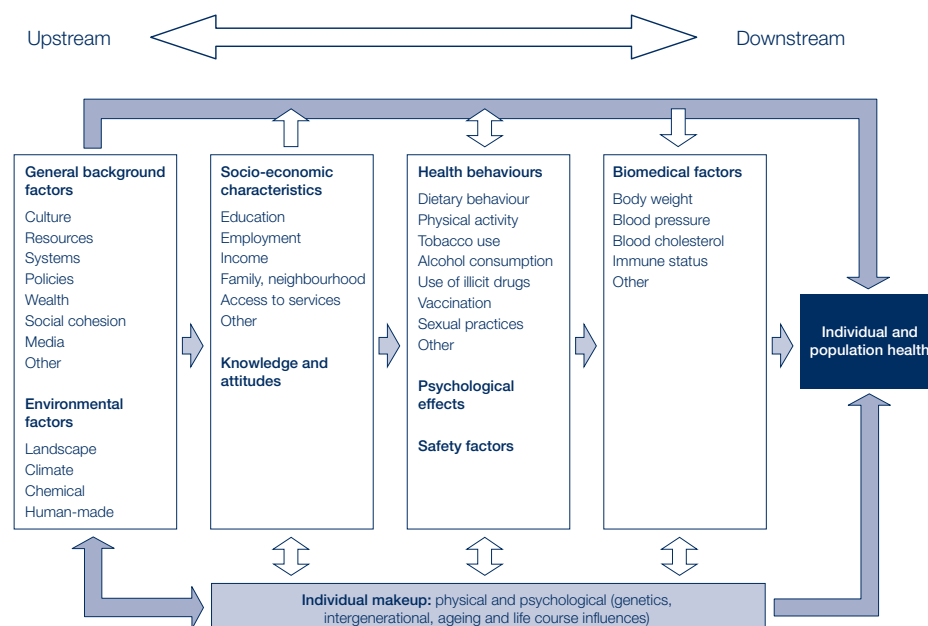 Upstream
Downstream
General background
factors
Culture
Resources
Systems
Policies
Wealth
Social cohesion
Media
Other
Environmental
factors
Landscape
Climate
Chemical
Human-made
Socio-economic
characteristics
Education
Employment
Income
Family, neighbourhood
Access to services
Other
Knowledge and
attitudes
Health behaviours
Dietary behaviour
Physical activity
Tobacco use
Alcohol consumption
Use of illicit drugs
Vaccination
Sexual practices
Other
Psychological
effects
Safety factors
Biomedical factors
Body weight
Blood pressure
Blood cholesterol
Immune status
Other
Individual and
population health
Individual makeup: physical and psychological (genetics,
intergenerational, ageing and life course influences)